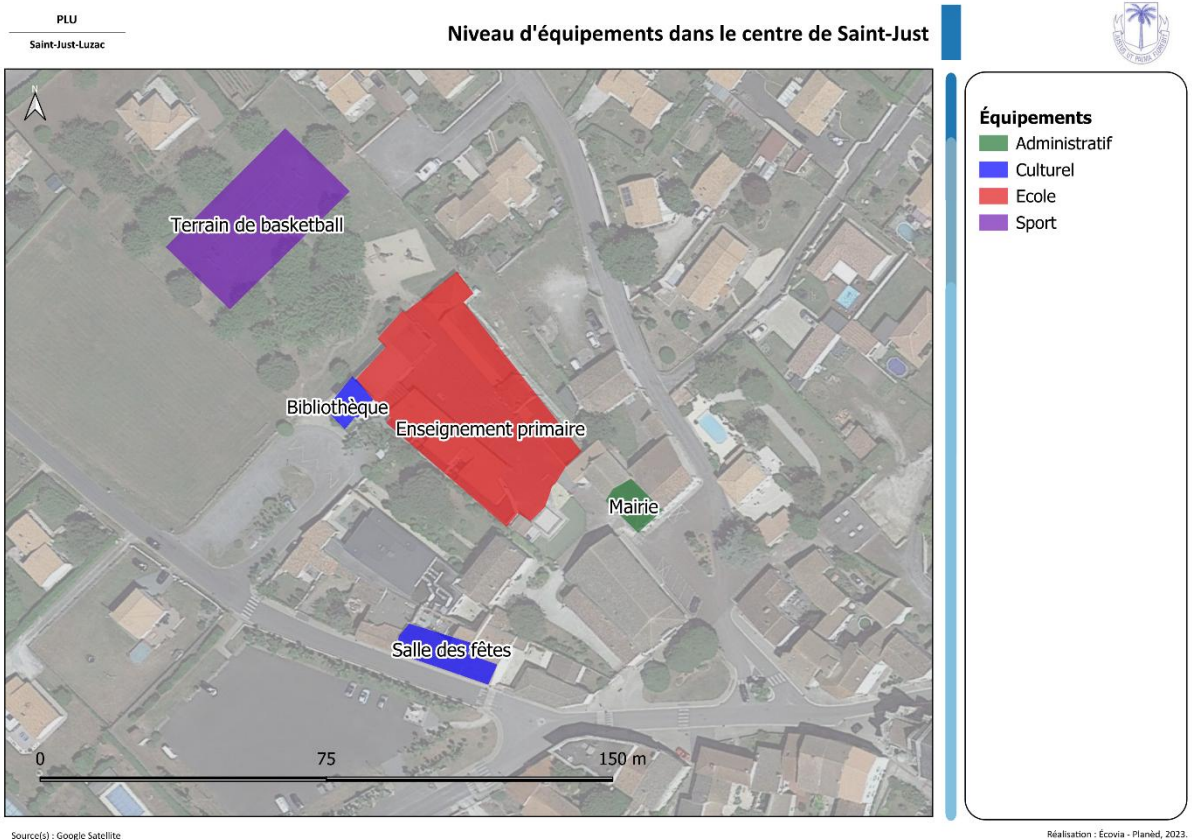 PLU
Saint-Just-Luzac
Niveau d'équipements dans le centre de Saint-Just
N
Équipements
Administratif
Culturel
Ecole
Sport
Terrain de basketball
Bibliothèque
Enseignement primaire
Mairie
Salle des fêtes
0 75 150 m
Source(s) : Google Satellite
Réalisation : Écovia - Planèd, 2023.